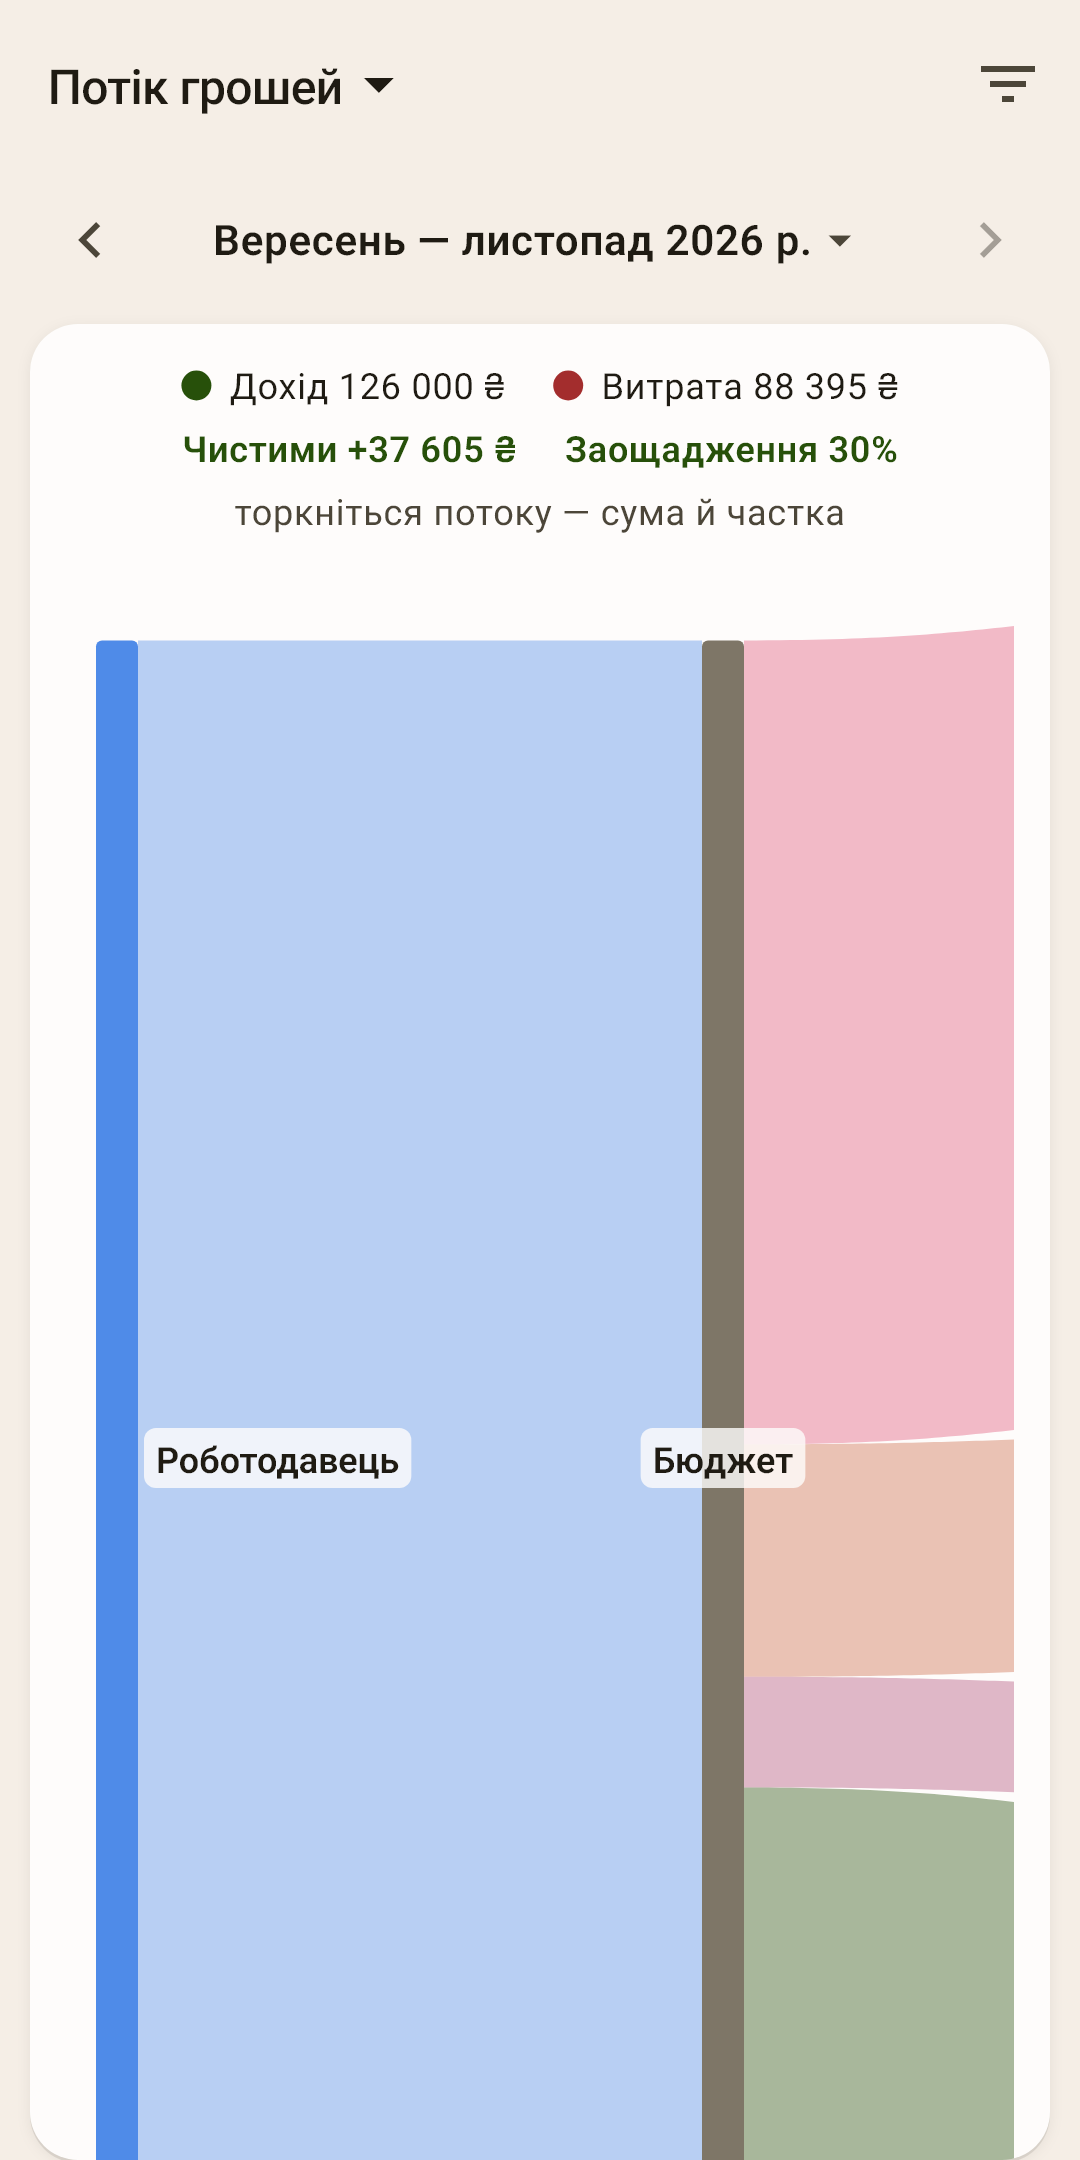 Потік грошей
Вересень — листопад 2026 р.
Дохід 126 000 ₴ Витрата 88 395 ₴
Чистими +37 605 ₴ Заощадження 30%
торкніться потоку — сума й частка
Роботодавець Бюджет